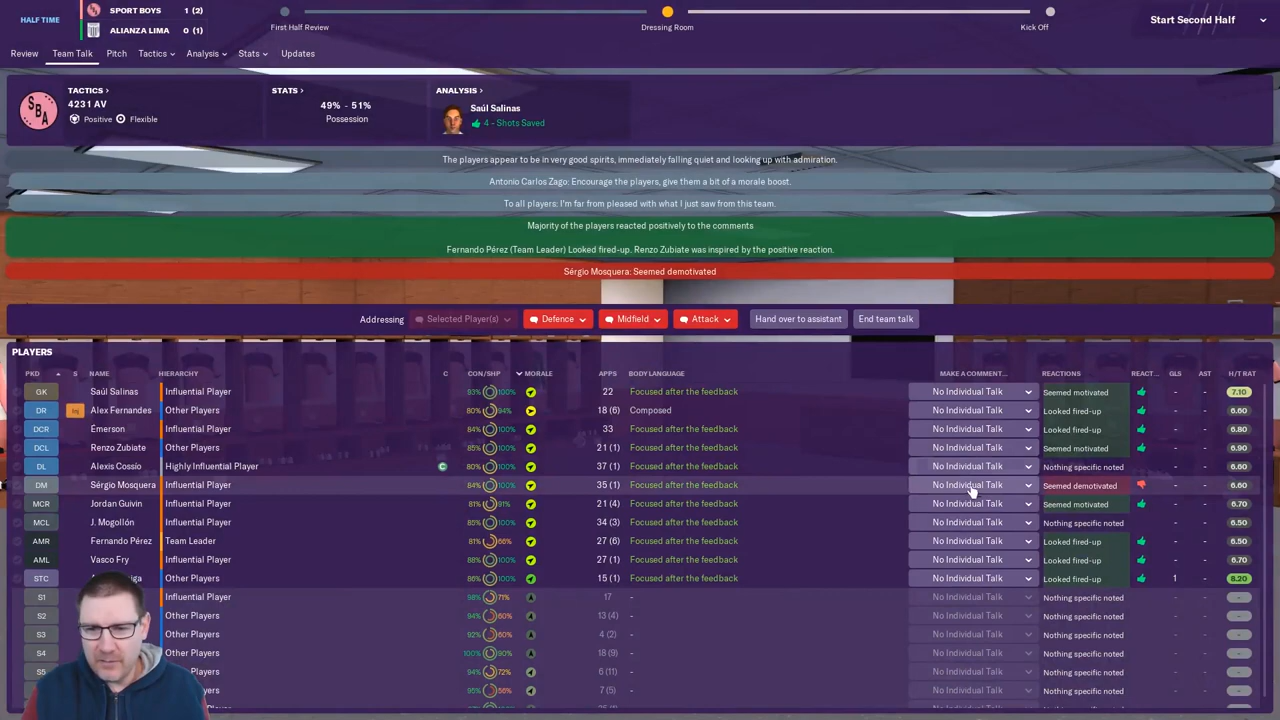 HALF TIME
SPORT BOYS 1 (2)
ALIANZA LIMA 0 (1)
First Half Review
Dressing Room
Kick Off
Start Second Half
Review Team Talk Pitch Tactics Analysis Stats Updates
SBA
TACTICS
4231 AV
Positive Flexible
STATS
49% - 51%
Possession
ANALYSIS
Saúl Salinas
4 - Shots Saved
The players appear to be in very good spirits, immediately falling quiet and looking up with admiration.
Antonio Carlos Zago: Encourage the players, give them a bit of a morale boost.
To all players: I'm far from pleased with what I just saw from this team.
Majority of the players reacted positively to the comments
Fernando Pérez (Team Leader) Looked fired-up. Renzo Zubiate was inspired by the positive reaction.
Sérgio Mosquera: Seemed demotivated
Addressing Selected Player(s) Defence Midfield Attack Hand over to assistant End team talk
PLAYERS
PKD S NAME HIERARCHY C CON/SHP MORALE APPS BODY LANGUAGE MAKE A COMMENT... REACTIONS REACT... GLS AST H/T RAT
GK Saúl Salinas Influential Player 93% 100% 22 Focused after the feedback No Individual Talk Seemed motivated - - 7.10
DR Inj Álex Fernandes Other Players 80% 94% 18 (6) Composed No Individual Talk Looked fired-up - - 6.60
DCR Émerson Influential Player 84% 100% 33 Focused after the feedback No Individual Talk Looked fired-up - - 6.80
DCL Renzo Zubiate Other Players 85% 100% 21 (1) Focused after the feedback No Individual Talk Seemed motivated - - 6.60
DL Alexis Cossío Highly Influential Player C 80% 100% 37 (1) Focused after the feedback No Individual Talk Nothing specific noted - - 6.60
DM Sérgio Mosquera Influential Player 84% 100% 35 (1) Focused after the feedback No Individual Talk Seemed demotivated - - 6.60
MCR Jordan Guivin Influential Player 81% 91% 21 (4) Focused after the feedback No Individual Talk Seemed motivated - - 6.70
MCL J. Mogollón Influential Player 85% 100% 34 (3) Focused after the feedback No Individual Talk Nothing specific noted - - 6.50
AMR Fernando Pérez Team Leader 81% 66% 27 (6) Focused after the feedback No Individual Talk Looked fired-up - - 6.50
AML Vasco Fry Influential Player 88% 100% 27 (1) Focused after the feedback No Individual Talk Looked fired-up - - 6.70
STC Other Players 86% 100% 15 (1) Focused after the feedback No Individual Talk Looked fired-up 1 - 8.20
S1 Influential Player 98% 71% 17 - No Individual Talk Nothing specific noted - - -
S2 Other Players 94% 60% 13 (4) - No Individual Talk Nothing specific noted - - -
S3 Other Players 92% 60% 4 (2) - No Individual Talk Nothing specific noted - - -
S4 Other Players 100% 90% 18 (9) - No Individual Talk Nothing specific noted - - -
S5 Players 94% 72% 6 (11) - No Individual Talk Nothing specific noted - - -
Players 95% 56% 7 (5) - No Individual Talk Nothing specific noted - - -